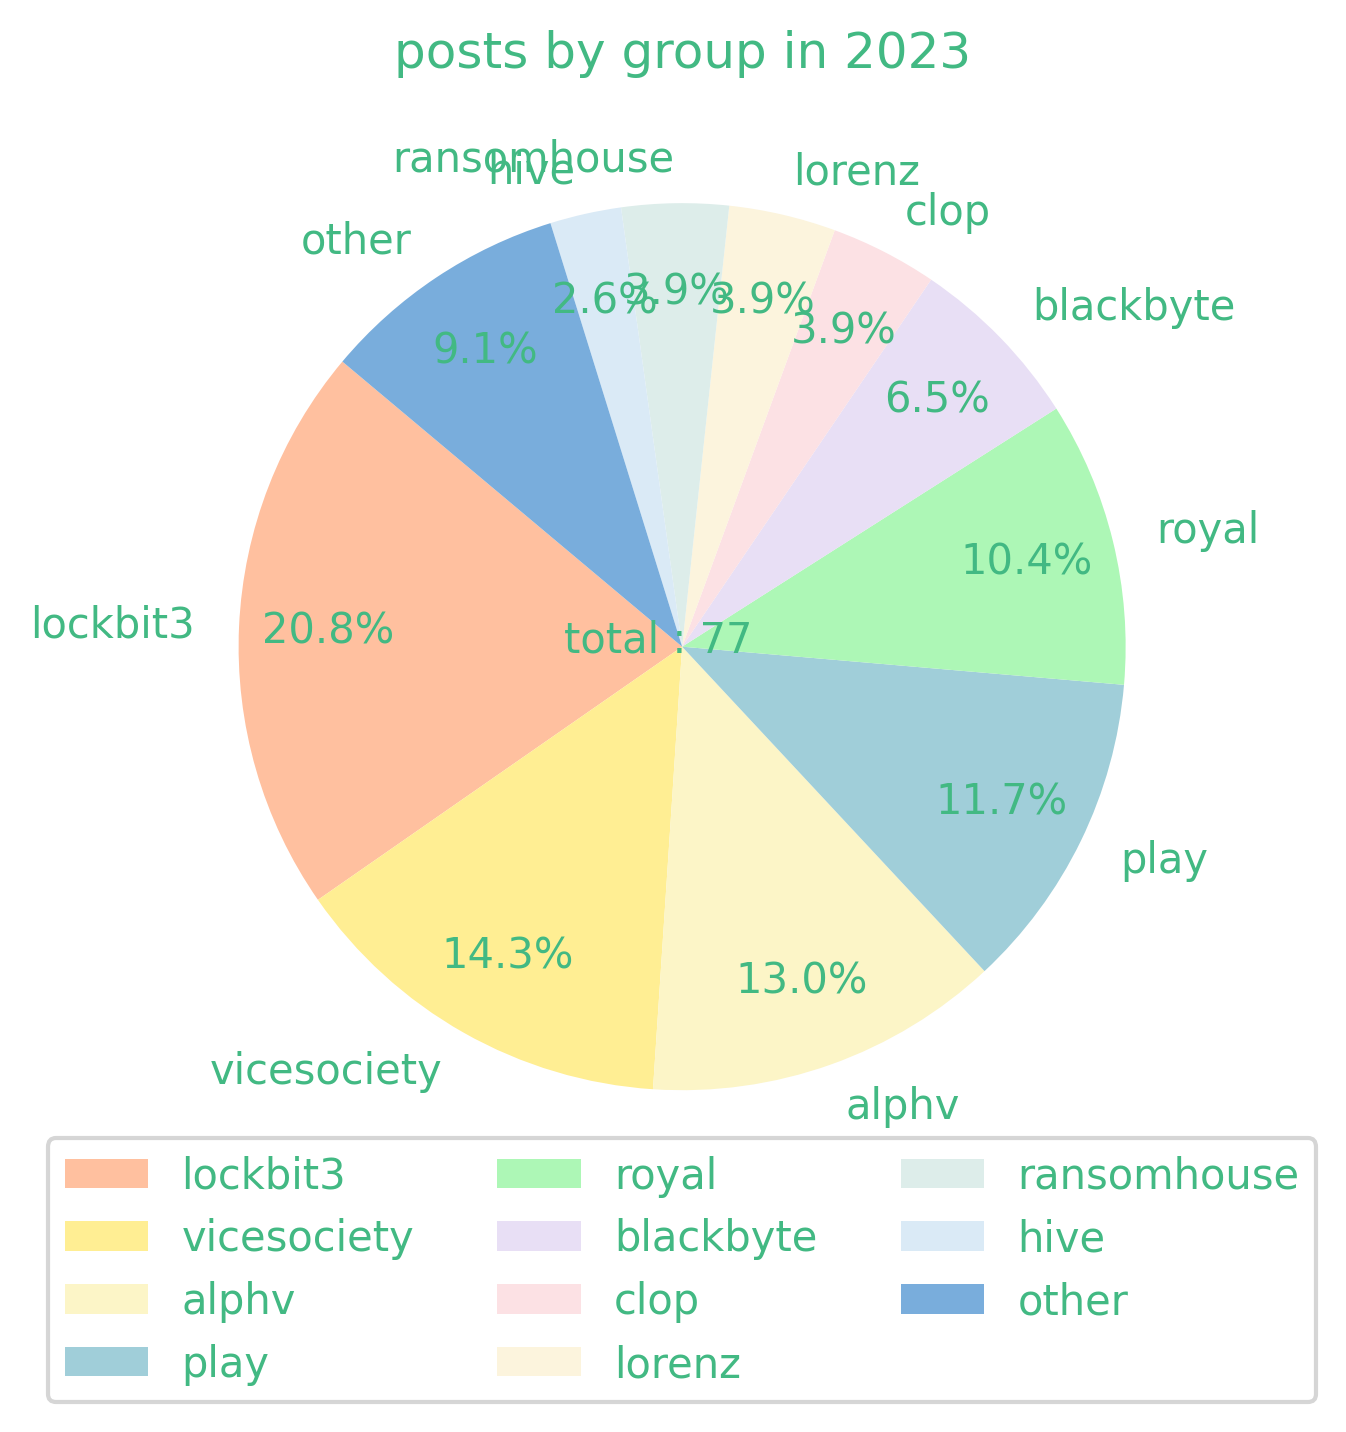 posts by group in 2023
ransomhouse
hive
lorenz
clop
other
blackbyte
2.6%
3.9%
3.9%
3.9%
9.1%
6.5%
royal
10.4%
lockbit3
20.8%
total : 77
11.7%
play
14.3%
13.0%
vicesociety
alphv
lockbit3
vicesociety
alphv
play
royal
blackbyte
clop
lorenz
ransomhouse
hive
other